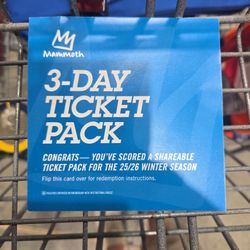 Mammoth
3-DAY
TICKET
PACK
CONGRATS—YOU'VE SCORED A SHAREABLE
TICKET PACK FOR THE 25/26 WINTER SEASON
Flip this card over for redemption instructions.